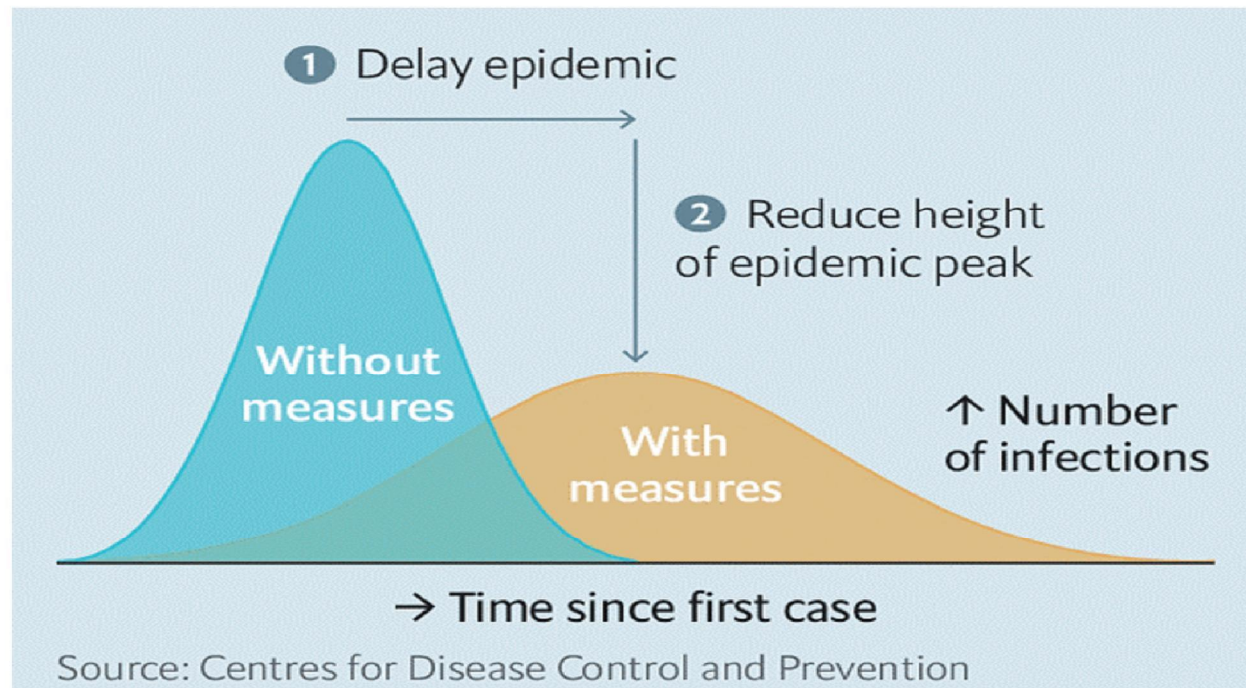 1 Delay epidemic
2 Reduce height
of epidemic peak
Without
measures
With
measures
↑ Number
of infections
→ Time since first case
Source: Centres for Disease Control and Prevention